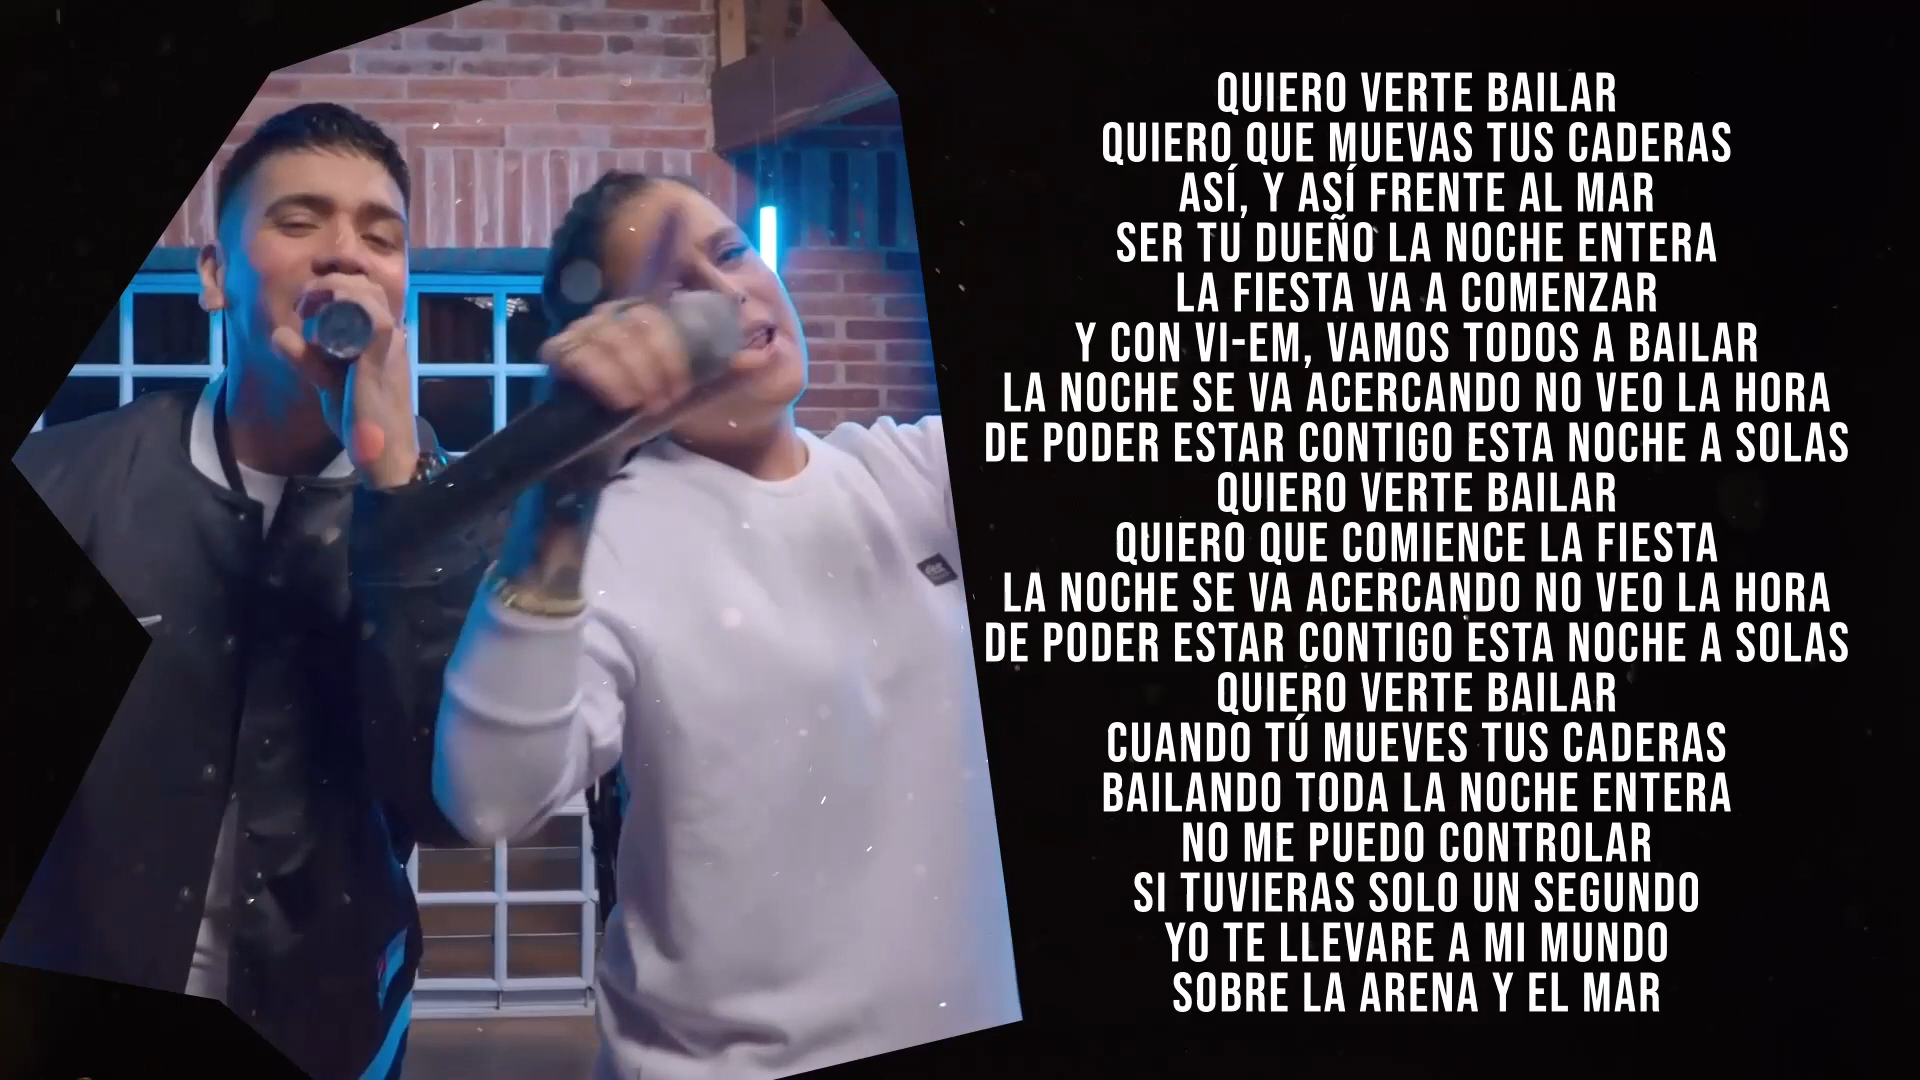 QUIERO VERTE BAILAR
QUIERO QUE MUEVAS TUS CADERAS
ASÍ, Y ASÍ FRENTE AL MAR
SER TU DUEÑO LA NOCHE ENTERA
LA FIESTA VA A COMENZAR
Y CON VI-EM, VAMOS TODOS A BAILAR
LA NOCHE SE VA ACERCANDO NO VEO LA HORA
DE PODER ESTAR CONTIGO ESTA NOCHE A SOLAS
QUIERO VERTE BAILAR
QUIERO QUE COMIENCE LA FIESTA
LA NOCHE SE VA ACERCANDO NO VEO LA HORA
DE PODER ESTAR CONTIGO ESTA NOCHE A SOLAS
QUIERO VERTE BAILAR
CUANDO TÚ MUEVES TUS CADERAS
BAILANDO TODA LA NOCHE ENTERA
NO ME PUEDO CONTROLAR
SI TUVIERAS SOLO UN SEGUNDO
YO TE LLEVARE A MI MUNDO
SOBRE LA ARENA Y EL MAR